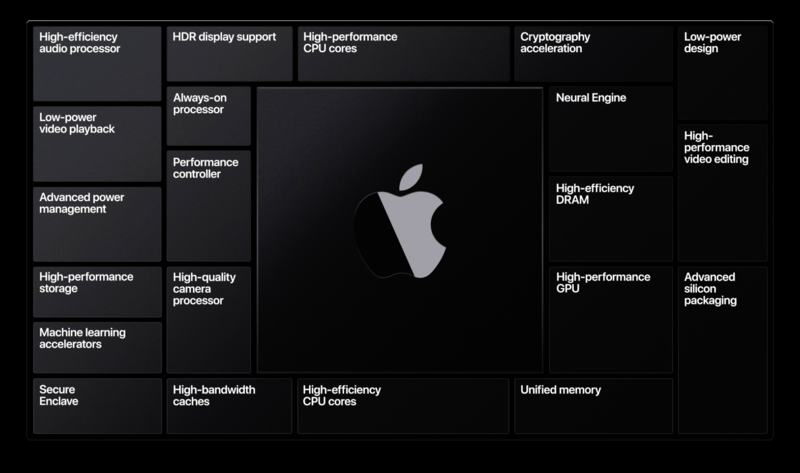 High-efficiency
audio processor
HDR display support
High-performance
CPU cores
Cryptography
acceleration
Low-power
design
Always-on
processor
Neural Engine
Low-power
video playback
High-
performance
video editing
Performance
controller
High-efficiency
DRAM
Advanced power
management
High-performance
storage
High-quality
camera
processor
High-performance
GPU
Advanced
silicon
packaging
Machine learning
accelerators
Secure
Enclave
High-bandwidth
caches
High-efficiency
CPU cores
Unified memory